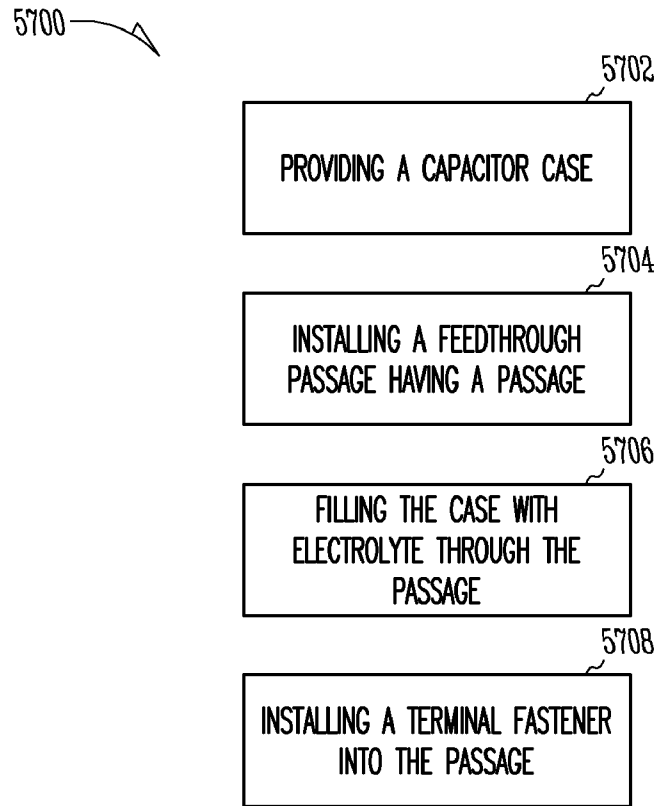 5700
5702
PROVIDING A CAPACITOR CASE
5704
INSTALLING A FEEDTHROUGH
PASSAGE HAVING A PASSAGE
5706
FILLING THE CASE WITH
ELECTROLYTE THROUGH THE
PASSAGE
5708
INSTALLING A TERMINAL FASTENER
INTO THE PASSAGE